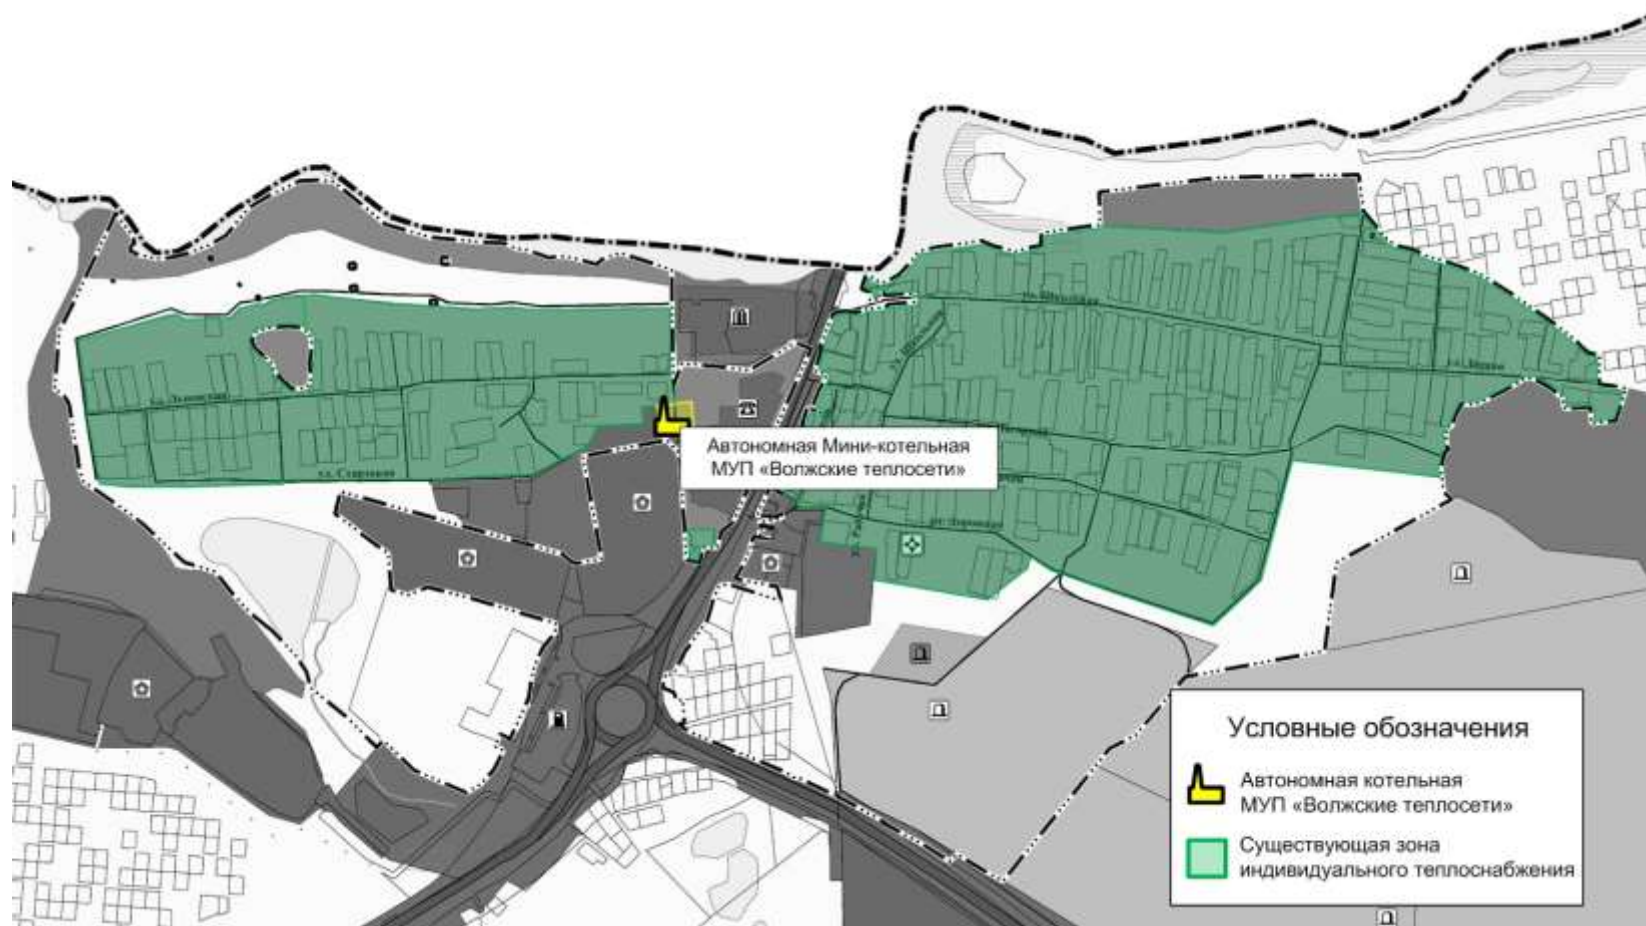 Автономная Мини-котельная
МУП «Волжские теплосети»
Условные обозначения
Автономная котельная
МУП «Волжские теплосети»
Существующая зона
индивидуального теплоснабжения